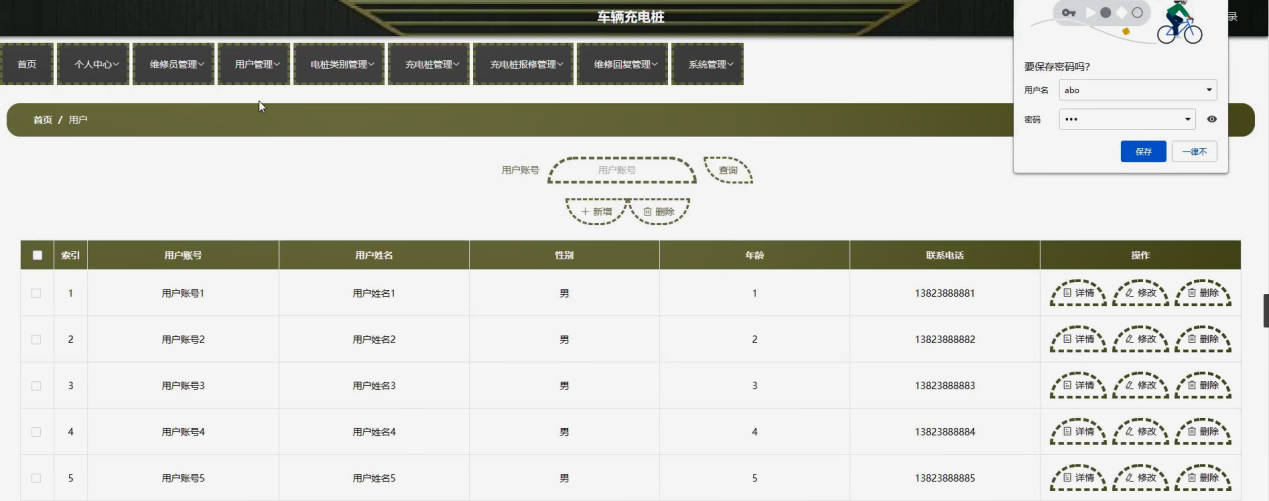 车辆充电桩
录
首页 个人中心 维修员管理 用户管理 电桩类别管理 充电桩管理 充电桩报修管理 维修回复管理 系统管理
要保存密码吗?
用户名 abo
密码 •••
保存 一律不
首页 / 用户
用户账号 用户账号 查询
+ 新增 删除
索引 用户账号 用户姓名 性别 年龄 联系电话 操作
1 用户账号1 用户姓名1 男 1 13823888881 详情 修改 删除
2 用户账号2 用户姓名2 男 2 13823888882 详情 修改 删除
3 用户账号3 用户姓名3 男 3 13823888883 详情 修改 删除
4 用户账号4 用户姓名4 男 4 13823888884 详情 修改 删除
5 用户账号5 用户姓名5 男 5 13823888885 详情 修改 删除